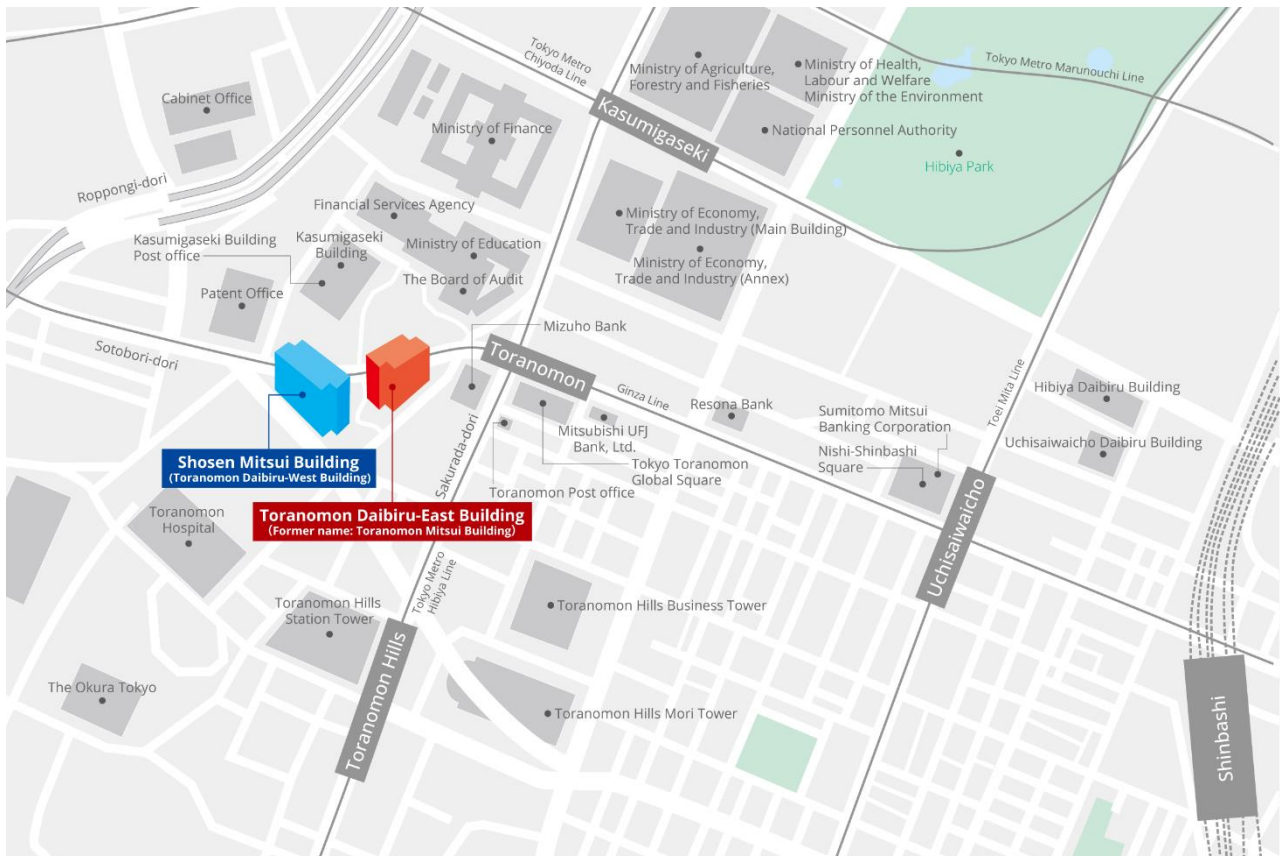 Tokyo Metro
Chiyoda Line
Ministry of Agriculture,
Forestry and Fisheries
Ministry of Health,
Labour and Welfare
Ministry of the Environment
Tokyo Metro Marunouchi Line
Cabinet Office
Ministry of Finance
Kasumigaseki
National Personnel Authority
Hibiya Park
Roppongi-dori
Financial Services Agency
Kasumigaseki Building
Post office
Kasumigaseki
Building
Ministry of Education
The Board of Audit
Patent Office
Ministry of Economy,
Trade and Industry (Main Building)
Ministry of Economy,
Trade and Industry (Annex)
Mizuho Bank
Sotobori-dori
Toranomon
Ginza Line
Toei Mita Line
Resona Bank
Hibiya Daibiru Building
Sumitomo Mitsui
Banking Corporation
Mitsubishi UFJ
Bank, Ltd.
Uchisaiwaicho Daibiru Building
Nishi-Shinbashi
Square
Tokyo Toranomon
Global Square
Shosen Mitsui Building
(Toranomon Daibiru-West Building)
Sakurada-dori
Toranomon Post office
Toranomon Daibiru-East Building
(Former name: Toranomon Mitsui Building)
Toranomon
Hospital
Uchisaiwaicho
Tokyo Metro
Hibiya Line
Toranomon Hills
Station Tower
Toranomon Hills Business Tower
Toranomon Hills
The Okura Tokyo
Toranomon Hills Mori Tower
Shinbashi